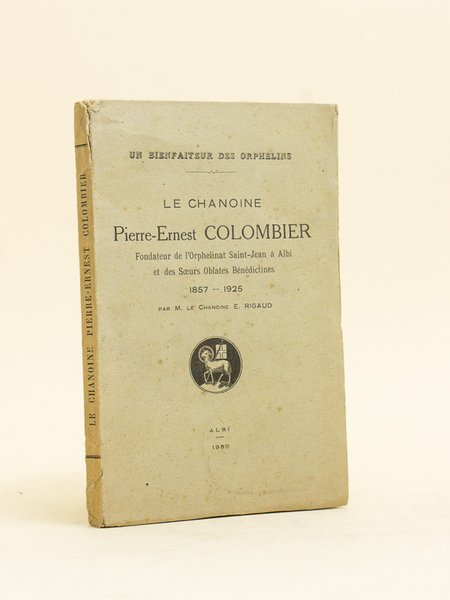 UN BIENFAITEUR DES ORPHELINS
LE CHANOINE
Pierre-Ernest COLOMBIER
Fondateur de l'Orphelinat Saint-Jean à Albi
et des Sœurs Oblates Bénédictines
1857 — 1925
PAR M. LE CHANOINE E. RIGAUD
ALBI
1930
LE CHANOINE PIERRE-ERNEST COLOMBIER